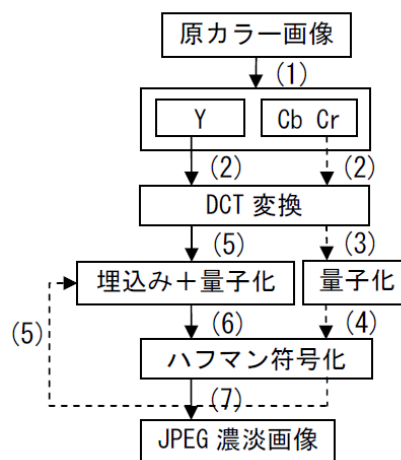 原カラー画像
(1)
Y
Cb Cr
(2)
(2)
DCT 変換
(5)
(3)
埋込み＋量子化
量子化
(5)
(6)
(4)
ハフマン符号化
(7)
JPEG 濃淡画像